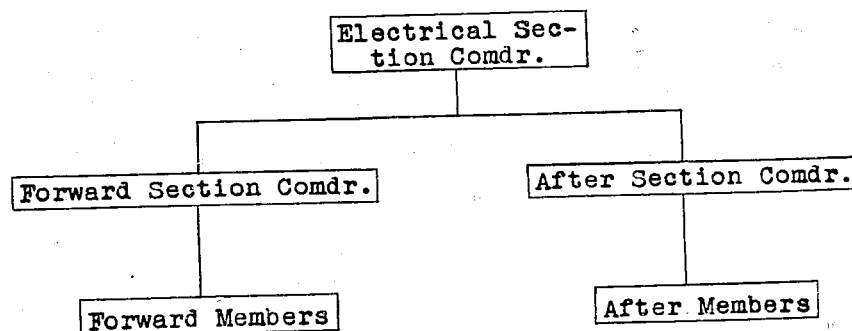 Electrical Sec-
tion Comdr.
Forward Section Comdr.
After Section Comdr.
Forward Members
After Members